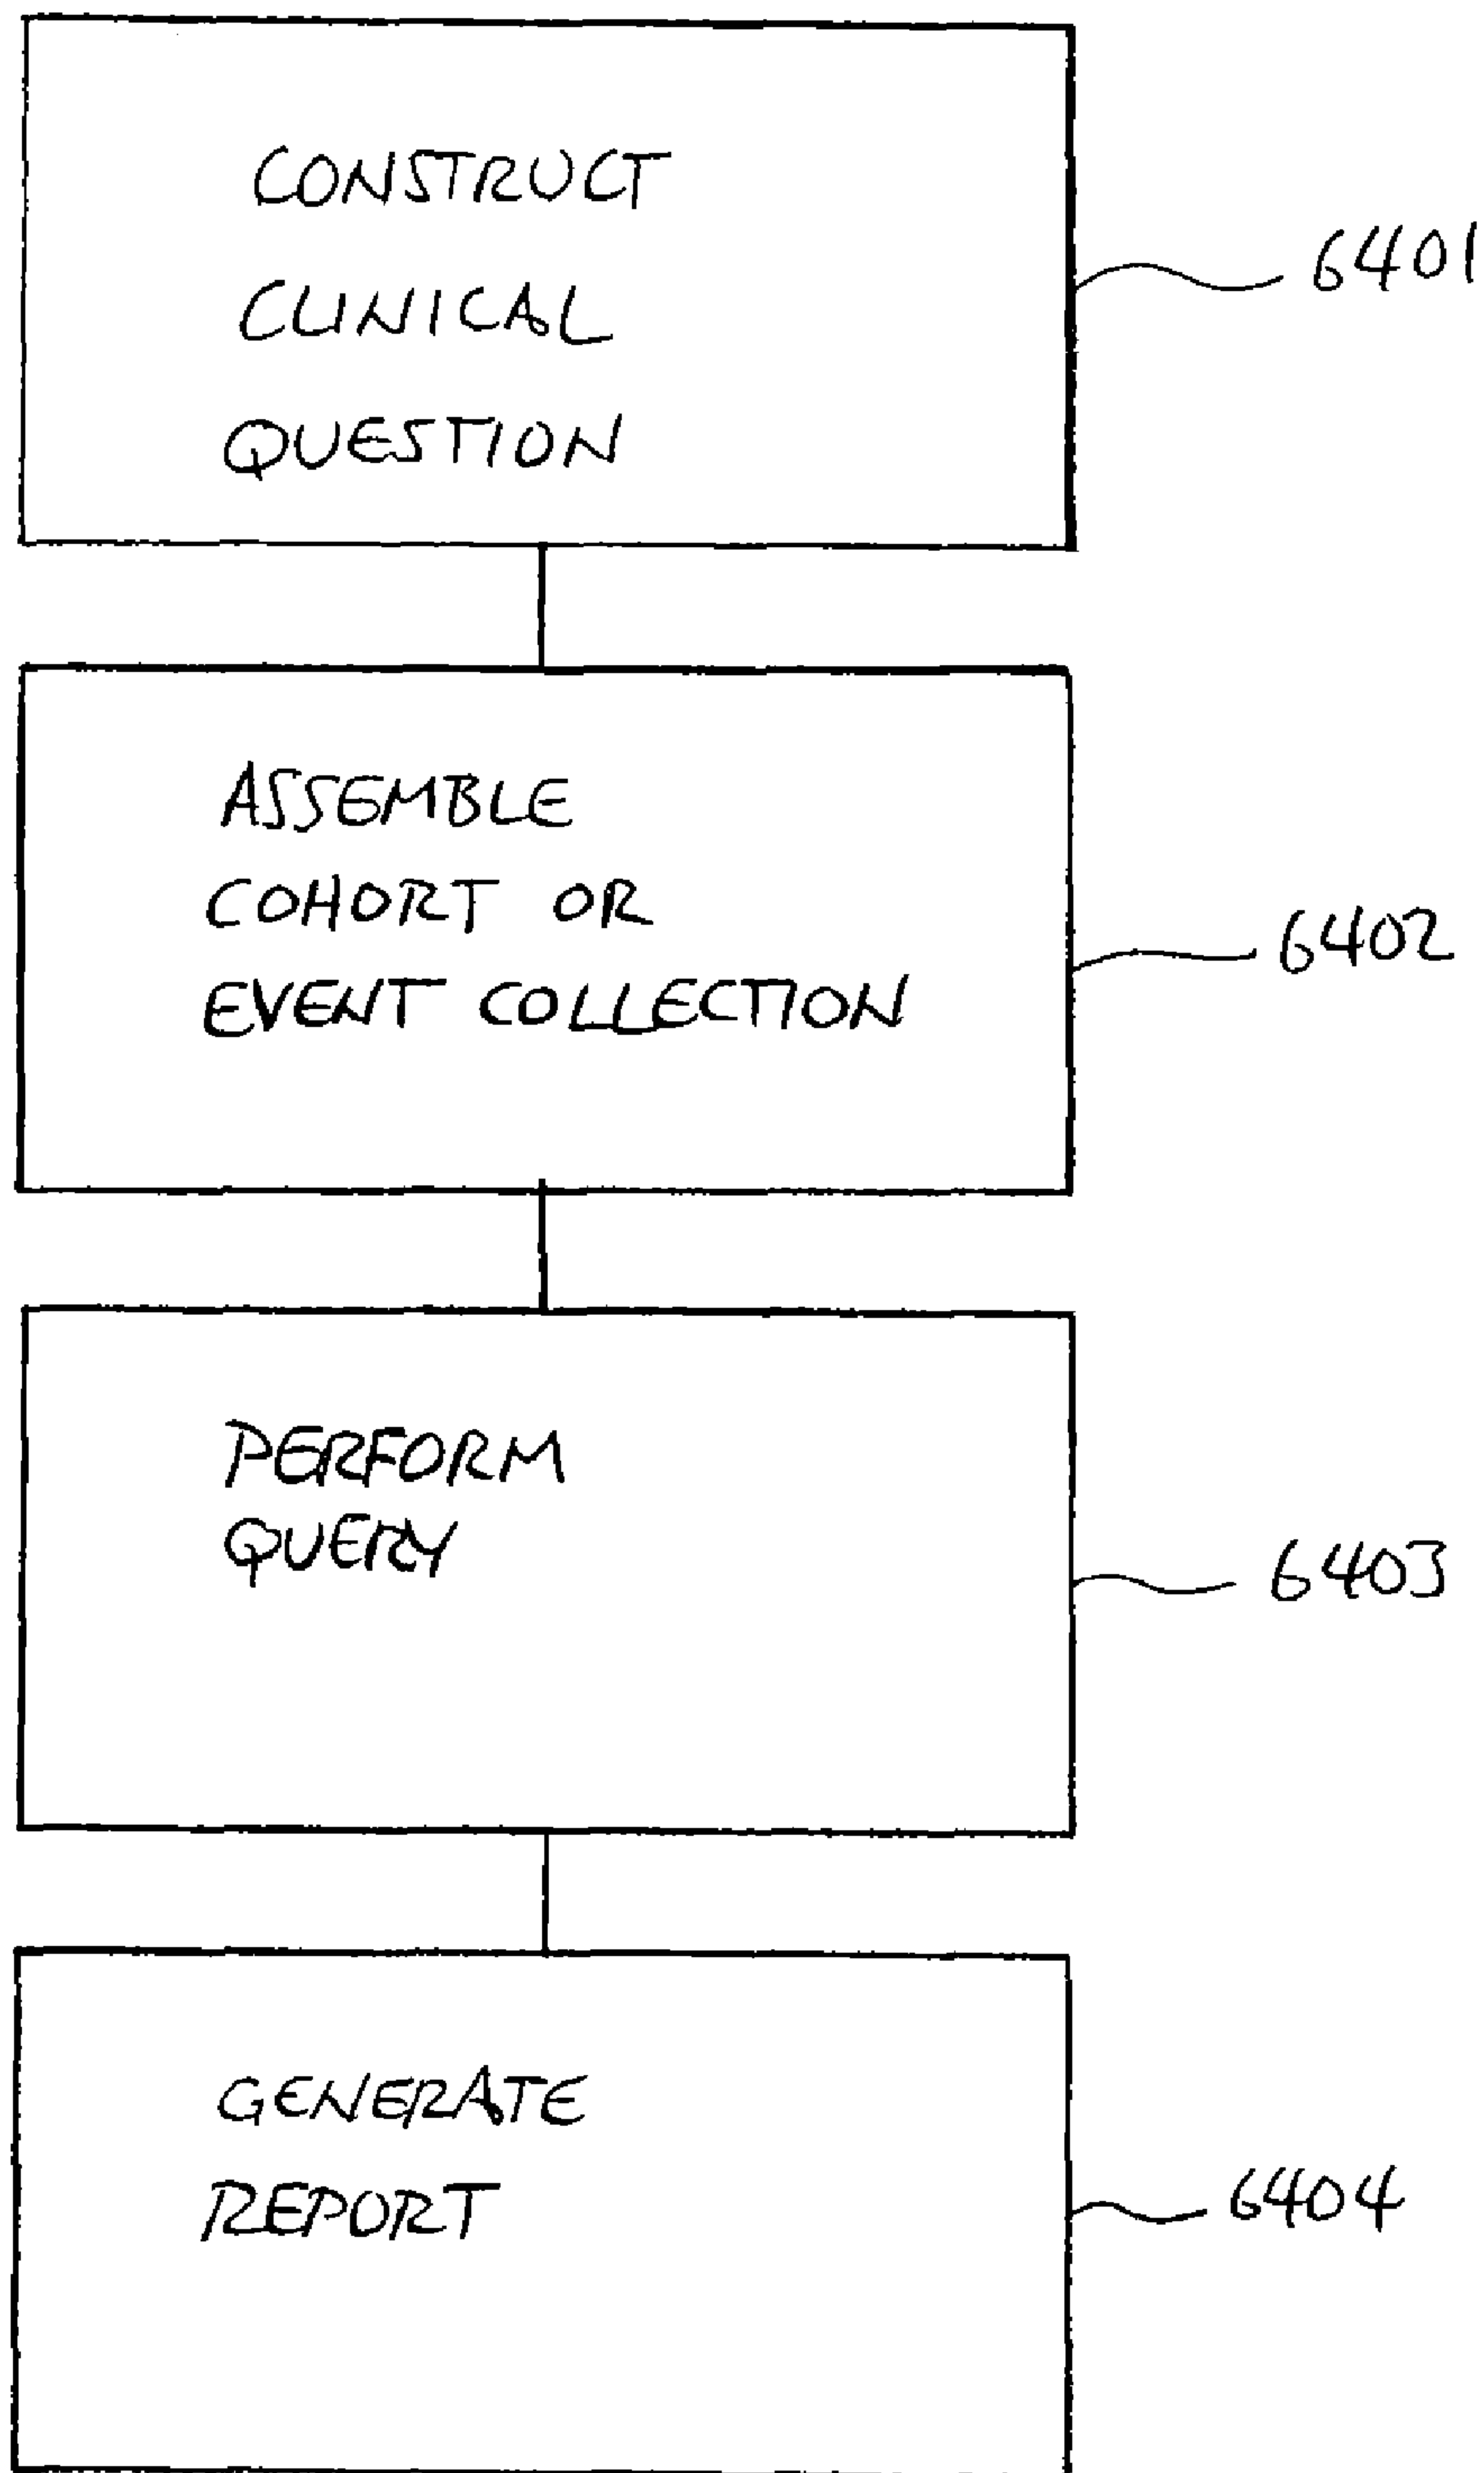 CONSTRUCT
CLINICAL
QUESTION
6401
ASSEMBLE
COHORT OR
EVENT COLLECTION
6402
PERFORM
QUERY
6403
GENERATE
REPORT
6404